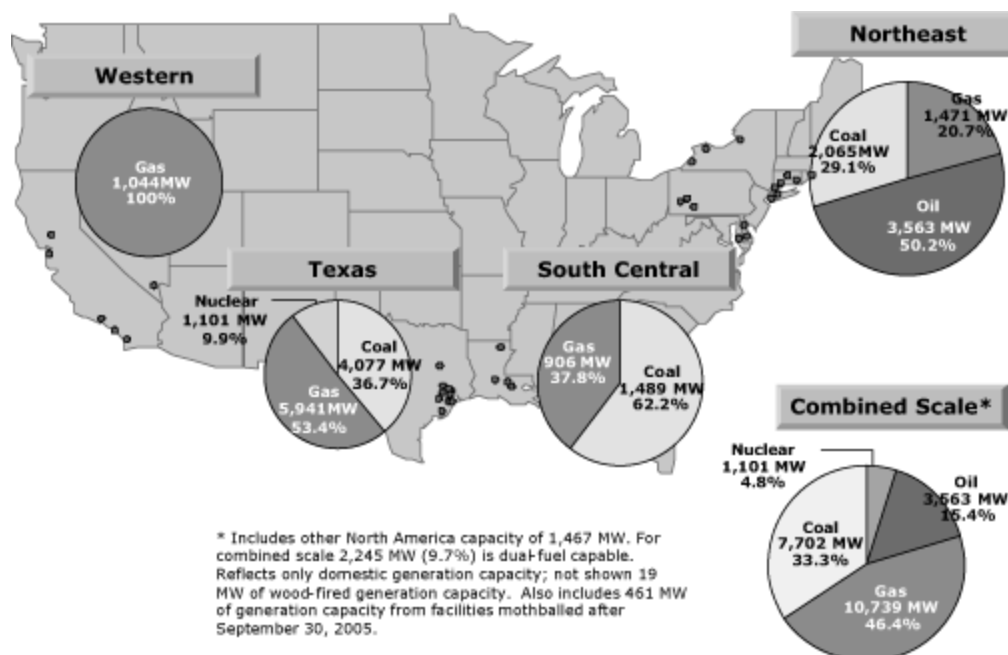 Western
Gas
1,044MW
100%
Northeast
Gas
1,471 MW
20.7%
Coal
2,065MW
29.1%
Oil
3,563 MW
50.2%
Texas
Nuclear
1,101 MW
9.9%
Coal
4,077 MW
36.7%
Gas
5,941MW
53.4%
South Central
Gas
906 MW
37.8%
Coal
1,489 MW
62.2%
Combined Scale*
Nuclear
1,101 MW
4.8%
Oil
3,563 MW
15.4%
Coal
7,702 MW
33.3%
Gas
10,739 MW
46.4%
* Includes other North America capacity of 1,467 MW. For
combined scale 2,245 MW (9.7%) is dual-fuel capable.
Reflects only domestic generation capacity; not shown 19
MW of wood-fired generation capacity. Also includes 461 MW
of generation capacity from facilities mothballed after
September 30, 2005.